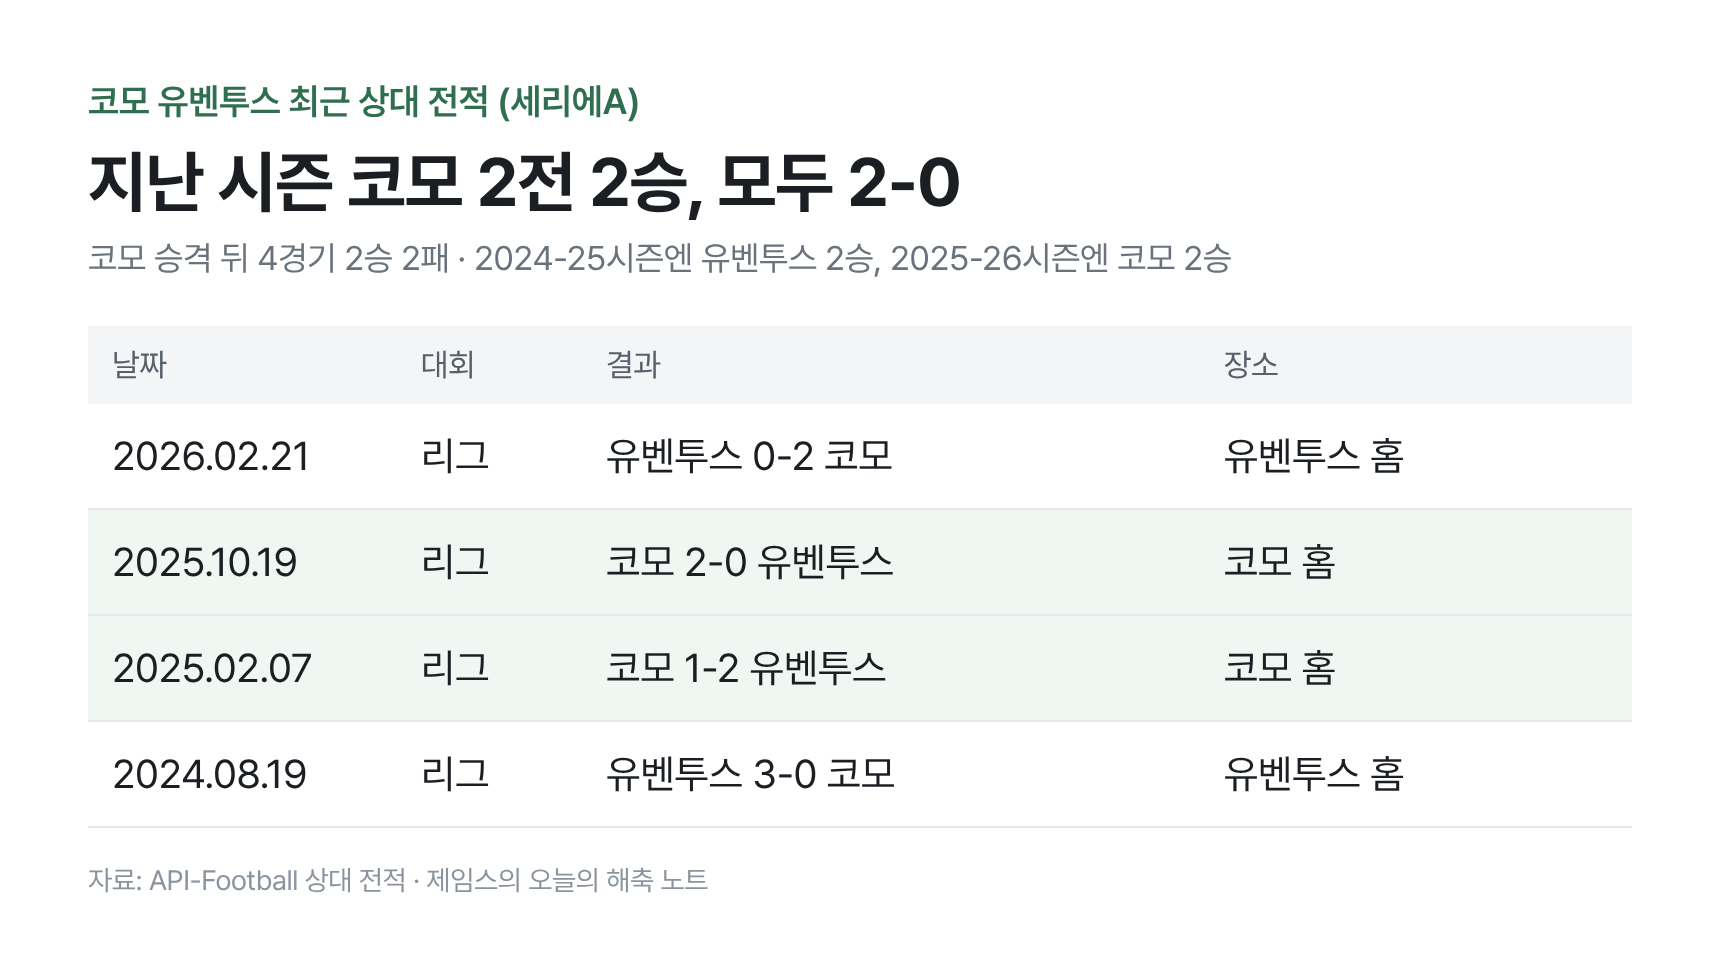 코모 유벤투스 최근 상대 전적 (세리에A)
지난 시즌 코모 2전 2승, 모두 2-0
코모 승격 뒤 4경기 2승 2패 · 2024-25시즌엔 유벤투스 2승, 2025-26시즌엔 코모 2승
날짜 대회 결과 장소
2026.02.21 리그 유벤투스 0-2 코모 유벤투스 홈
2025.10.19 리그 코모 2-0 유벤투스 코모 홈
2025.02.07 리그 코모 1-2 유벤투스 코모 홈
2024.08.19 리그 유벤투스 3-0 코모 유벤투스 홈
자료: API-Football 상대 전적 · 제임스의 오늘의 해축 노트